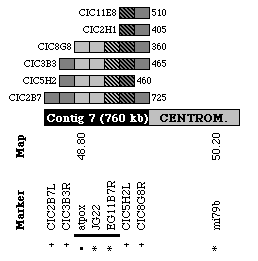 CIC11E8 510
CIC2H1 405
CIC8G8 360
CIC3B3 465
CIC5H2 460
CIC2B7 725
Contig 7 (760 kb) CENTROM.
Map 48.80 50.20
Marker CIC2B7L CIC3B3R atpox JG22 EG11B7R CIC5H2L CIC8G8R mi79b
+ + • * * + + *